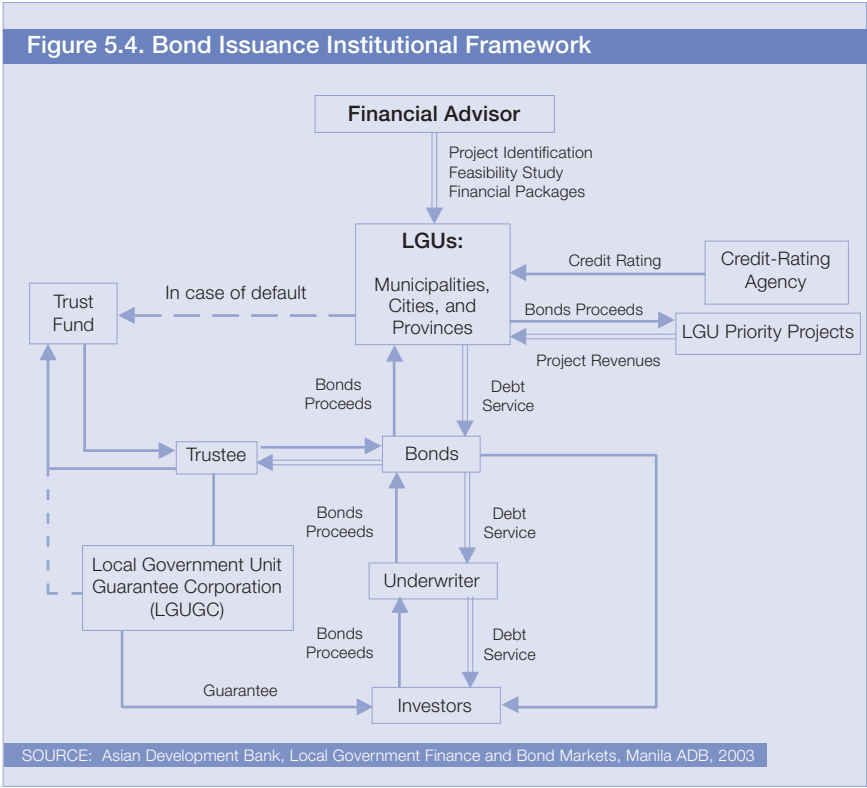 Figure 5.4. Bond Issuance Institutional Framework
Financial Advisor
Project Identification
Feasibility Study
Financial Packages
LGUs:
Municipalities,
Cities, and
Provinces
Credit Rating
Credit-Rating
Agency
Trust
Fund
In case of default
Bonds Proceeds
LGU Priority Projects
Project Revenues
Bonds
Proceeds
Debt
Service
Trustee
Bonds
Bonds
Proceeds
Debt
Service
Local Government Unit
Guarantee Corporation
(LGUGC)
Underwriter
Bonds
Proceeds
Debt
Service
Guarantee
Investors
SOURCE: Asian Development Bank, Local Government Finance and Bond Markets, Manila ADB, 2003